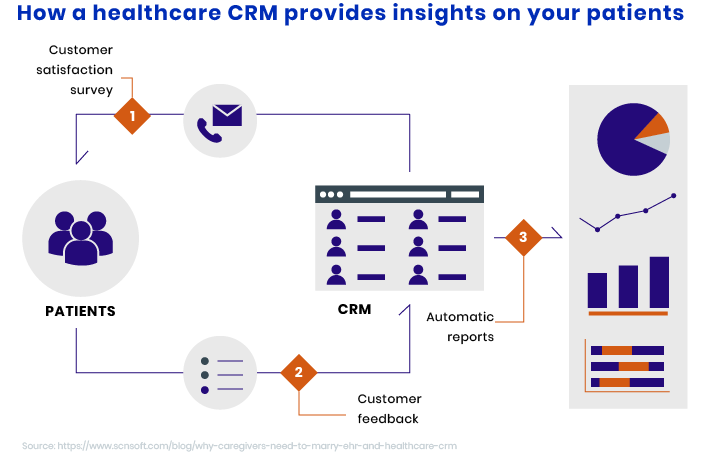 How a healthcare CRM provides insights on your patients
Customer
satisfaction
survey
1
PATIENTS
CRM
3
Automatic
reports
2
Customer
feedback
Source: https://www.scnsoft.com/blog/why-caregivers-need-to-marry-ehr-and-healthcare-crm